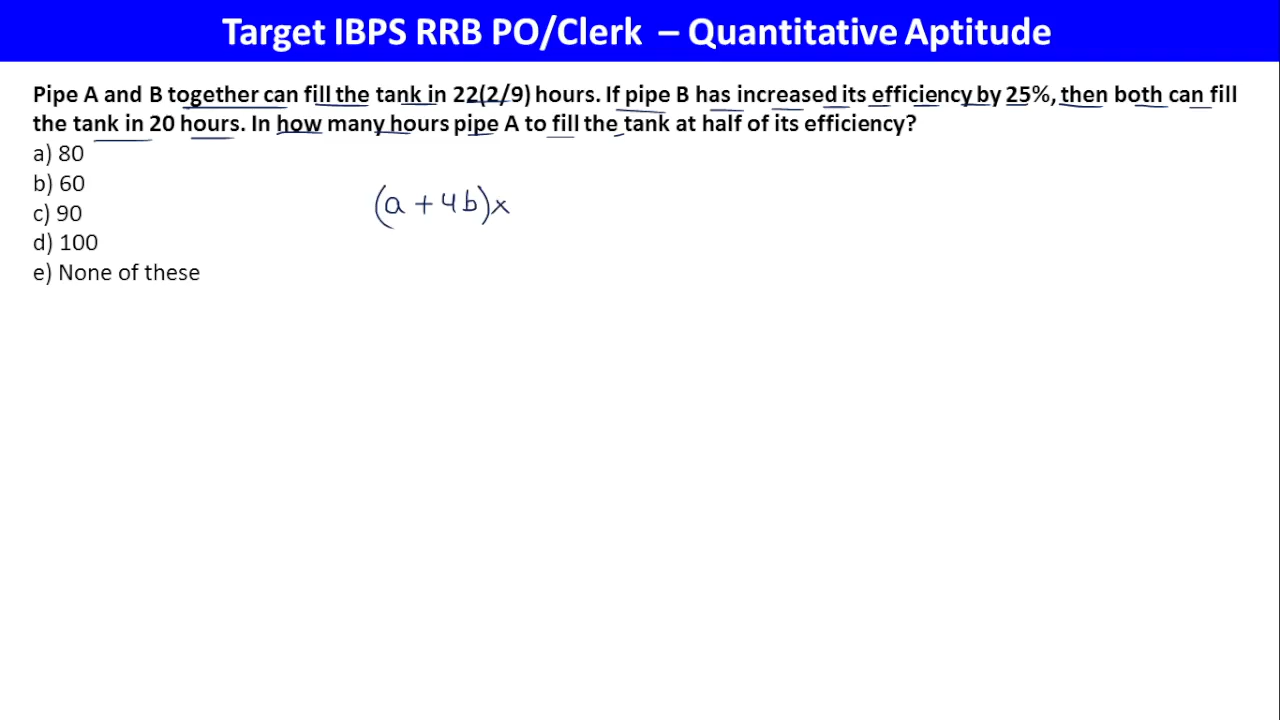 Target IBPS RRB PO/Clerk – Quantitative Aptitude
Pipe A and B together can fill the tank in 22(2/9) hours. If pipe B has increased its efficiency by 25%, then both can fill
the tank in 20 hours. In how many hours pipe A to fill the tank at half of its efficiency?
a) 80
b) 60
c) 90
d) 100
e) None of these
(a + 4b)x